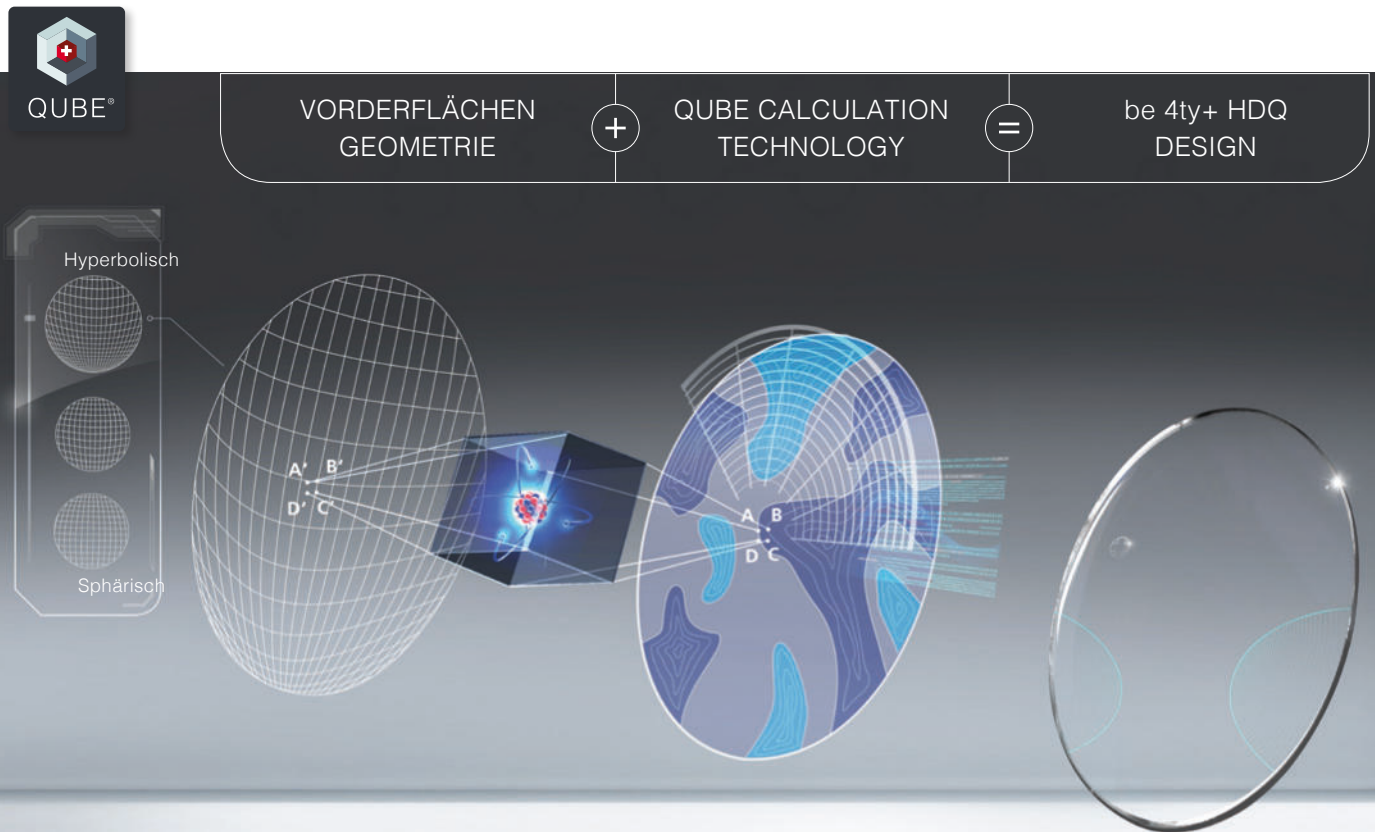 QUBE®
VORDERFLÄCHEN
GEOMETRIE
+
QUBE CALCULATION
TECHNOLOGY
=
be 4ty+ HDQ
DESIGN
Hyperbolisch
Sphärisch
A' B'
D' C'
A B
D C